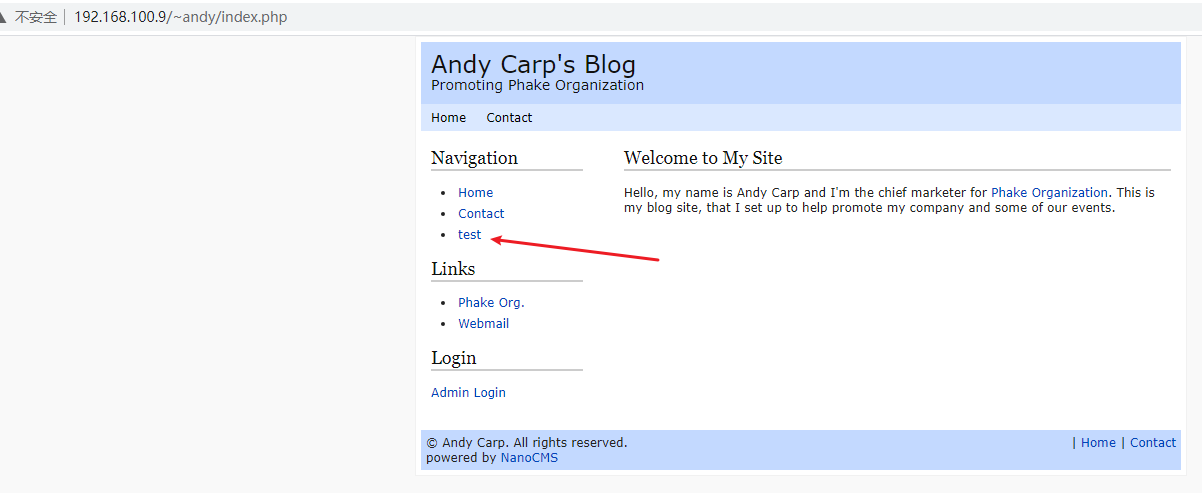 不安全 | 192.168.100.9/~andy/index.php
Andy Carp's Blog
Promoting Phake Organization
Home Contact
Navigation
Home
Contact
test
Links
Phake Org.
Webmail
Login
Admin Login
Welcome to My Site
Hello, my name is Andy Carp and I'm the chief marketer for Phake Organization. This is
my blog site, that I set up to help promote my company and some of our events.
© Andy Carp. All rights reserved.
powered by NanoCMS
| Home | Contact